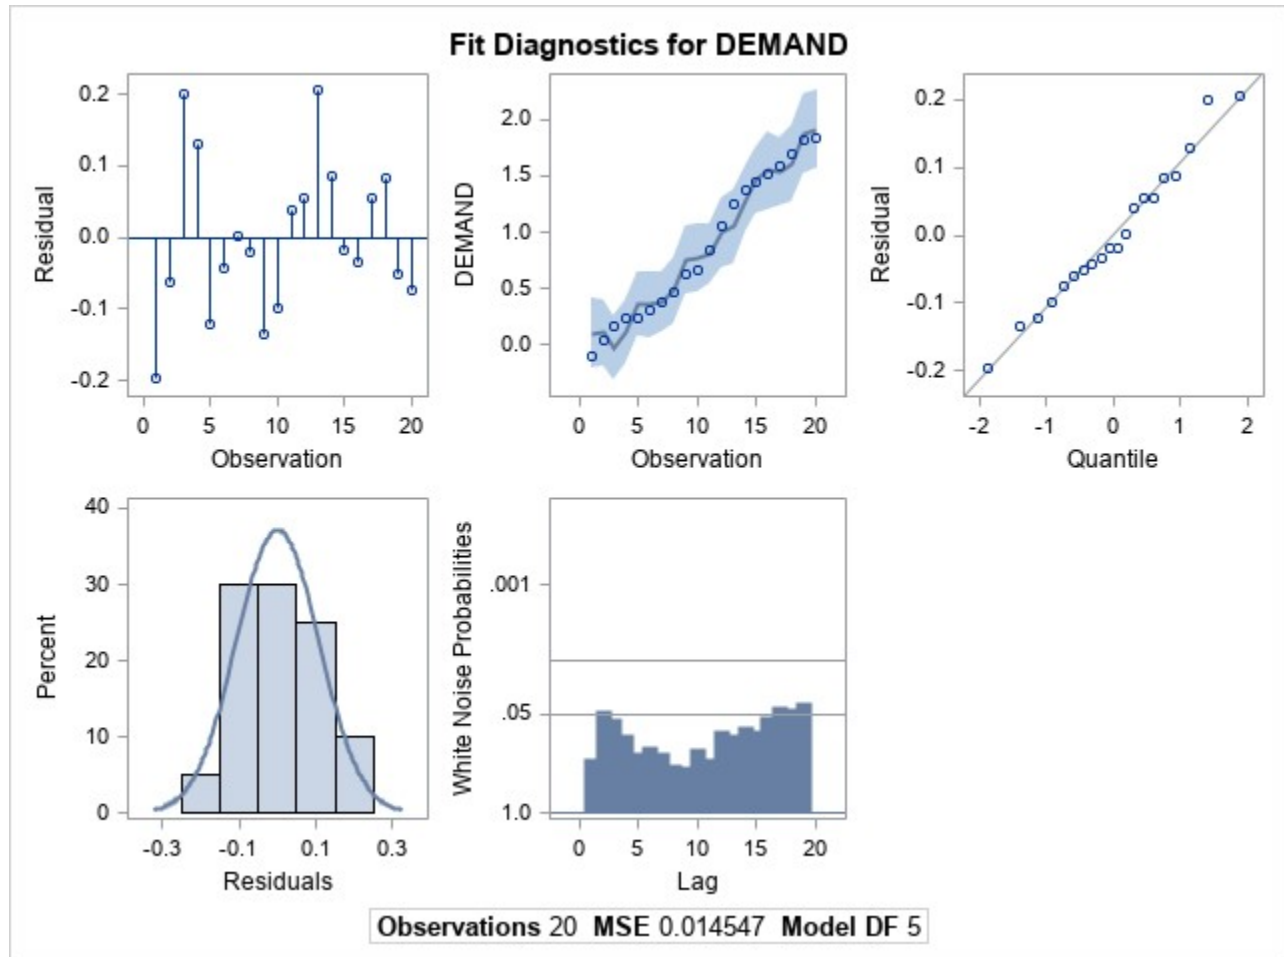 Fit Diagnostics for DEMAND
0.2
0.1
0.0
-0.1
-0.2
Residual
0 5 10 15 20
Observation
2.0
1.5
1.0
0.5
0.0
DEMAND
0 5 10 15 20
Observation
0.2
0.1
0.0
-0.1
-0.2
Residual
-2 -1 0 1 2
Quantile
40
30
20
10
0
Percent
-0.3 -0.1 0.1 0.3
Residuals
.001
.05
1.0
White Noise Probabilities
0 5 10 15 20
Lag
Observations 20 MSE 0.014547 Model DF 5